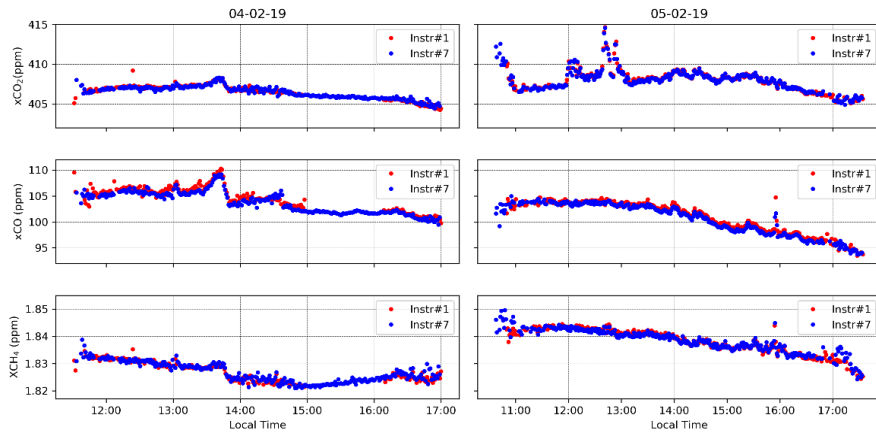 04-02-19
05-02-19
415
410
405
xCO₂(ppm)
Instr#1
Instr#7
Instr#1
Instr#7
110
105
100
95
xCO (ppm)
Instr#1
Instr#7
Instr#1
Instr#7
1.85
1.84
1.83
1.82
XCH₄ (ppm)
Instr#1
Instr#7
Instr#1
Instr#7
12:00 13:00 14:00 15:00 16:00 17:00
11:00 12:00 13:00 14:00 15:00 16:00 17:00
Local Time
Local Time